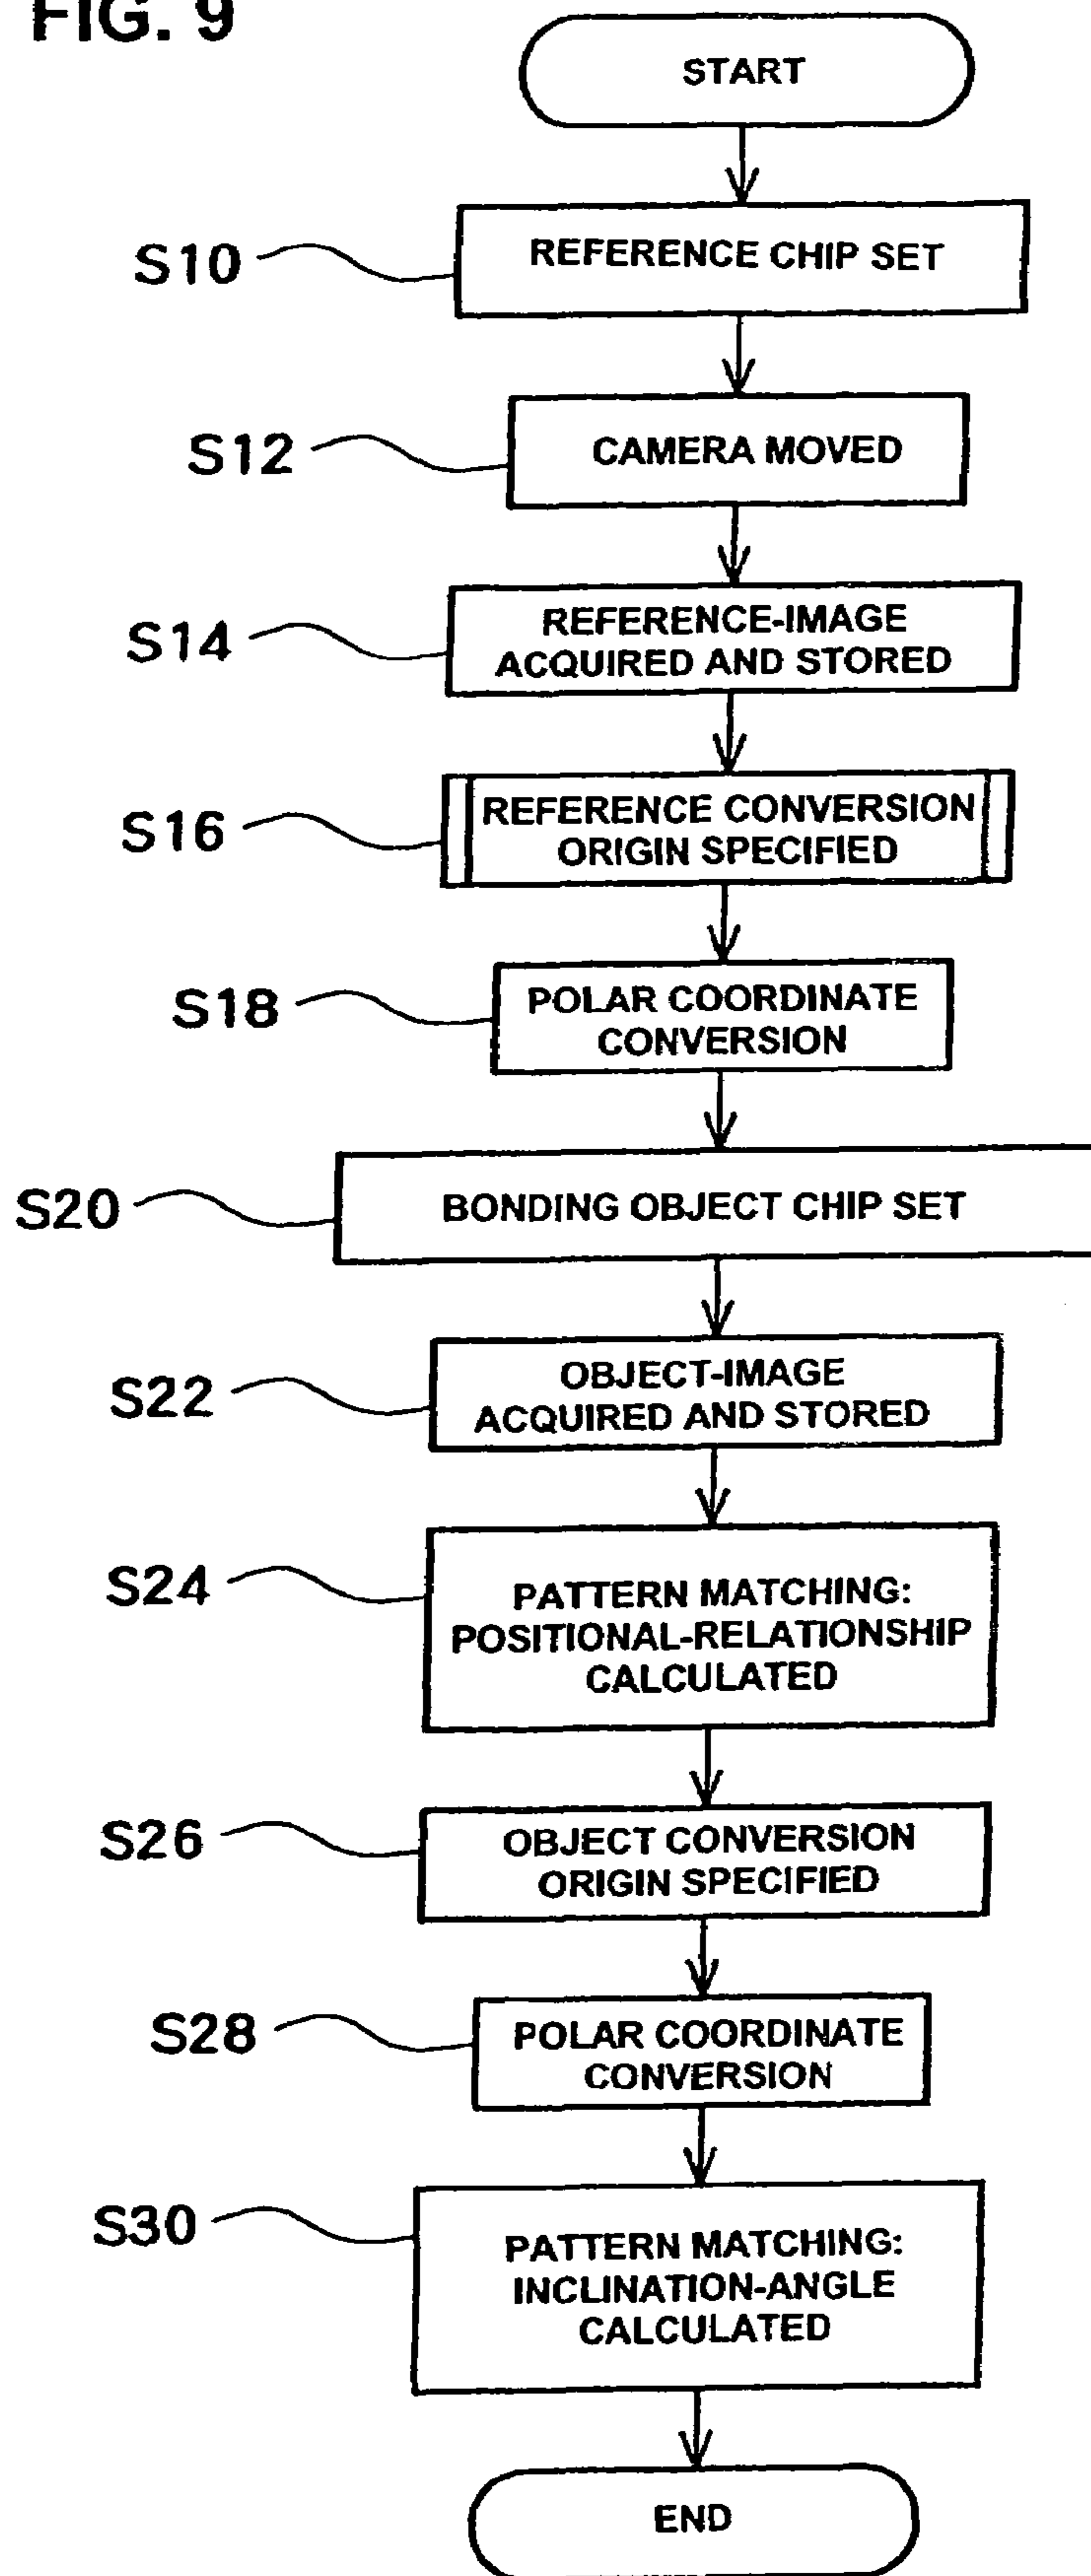 FIG. 9
START
S10
REFERENCE CHIP SET
S12
CAMERA MOVED
S14
REFERENCE-IMAGE
ACQUIRED AND STORED
S16
REFERENCE CONVERSION
ORIGIN SPECIFIED
S18
POLAR COORDINATE
CONVERSION
S20
BONDING OBJECT CHIP SET
S22
OBJECT-IMAGE
ACQUIRED AND STORED
S24
PATTERN MATCHING:
POSITIONAL-RELATIONSHIP
CALCULATED
S26
OBJECT CONVERSION
ORIGIN SPECIFIED
S28
POLAR COORDINATE
CONVERSION
S30
PATTERN MATCHING:
INCLINATION-ANGLE
CALCULATED
END